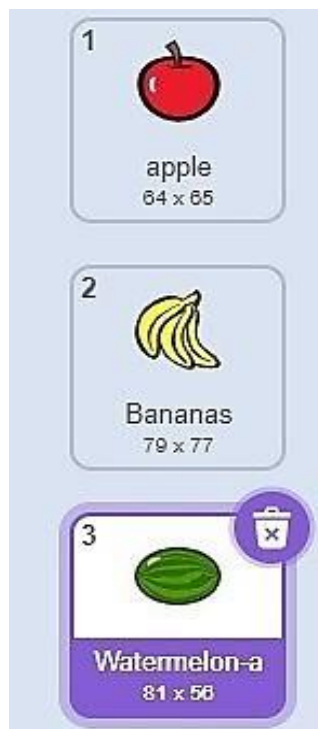 1
apple
64 x 65
2
Bananas
79 x 77
3
Watermelon-a
81 x 56